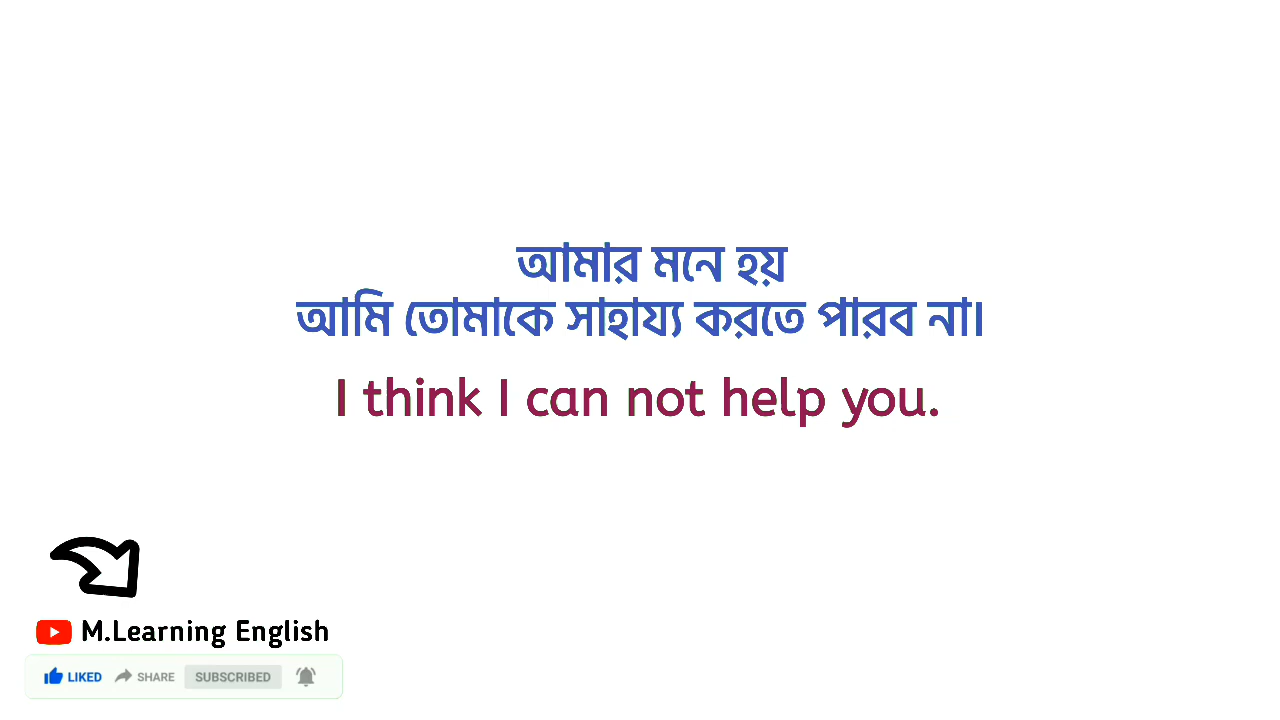 আমার মনে হয়
আমি তোমাকে সাহায্য করতে পারব না।
I think I can not help you.
M.Learning English
LIKED SHARE SUBSCRIBED